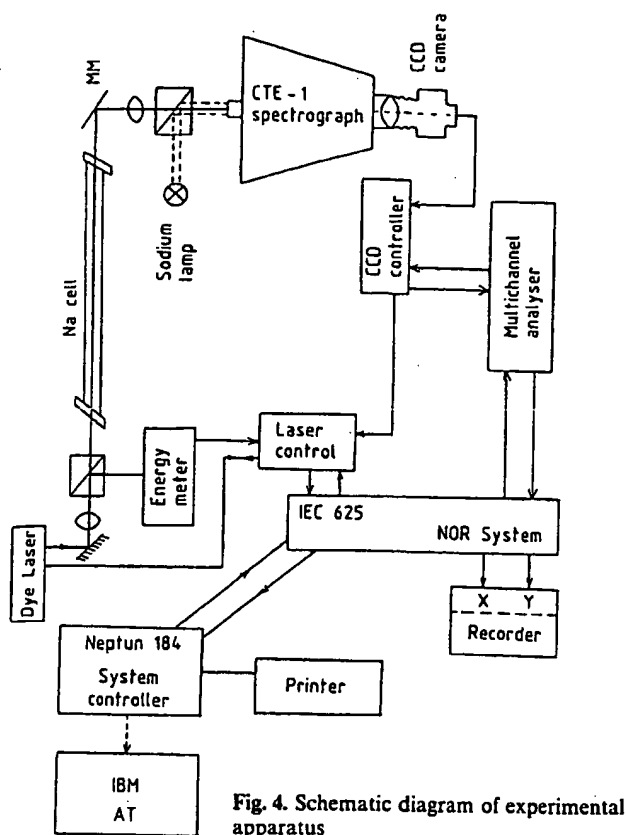 MM
CTE-1
spectrograph
CCD
camera
Sodium
lamp
Na cell
CCD
controller
Multichannel
analyser
Laser
control
Energy
meter
Dye Laser
IEC 625
NOR System
X Y
Recorder
Neptun 184
System
controller
Printer
IBM
AT
Fig. 4. Schematic diagram of experimental
apparatus